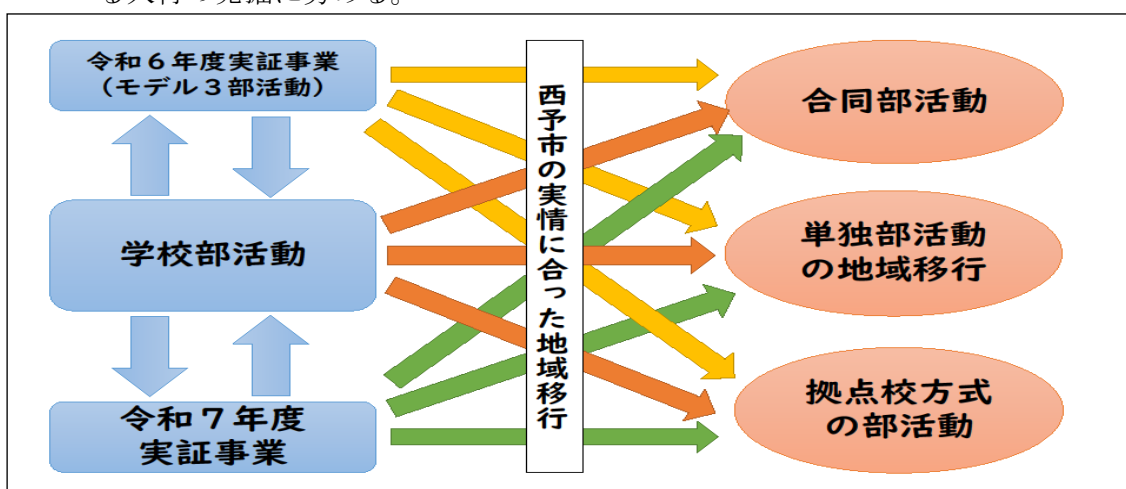 令和６年度実証事業
（モデル３部活動）
学校部活動
令和７年度
実証事業
西予市の実情に合った地域移行
合同部活動
単独部活動
の地域移行
拠点校方式
の部活動